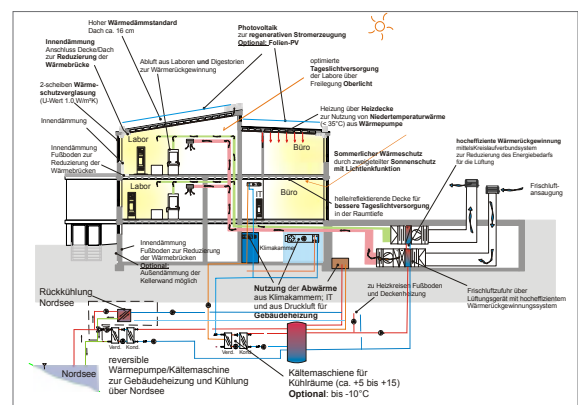 Hoher Wärmedämmstandard
Dach ca. 16 cm
Photovoltaik
zur regenerativen Stromerzeugung
Optional: Folien-PV
Innendämmung
Anschluss Decke/Dach
zur Reduzierung der
Wärmebrücke
Abluft aus Laboren und Digestorien
zur Wärmerückgewinnung
optimierte
Tageslichtversorgung
der Labore über
Freilegung Oberlicht
2-scheiben Wärme-
schutzverglasung
(U-Wert 1.0 W/m²K)
Heizung über Heizdecke
zur Nutzung von Niedertemperaturwärme
(< 35°C) aus Wärmepumpe
Innendämmung
Labor
Büro
hocheffiziente Wärmerückgewinnung
mittels Kreislaufverbundsystem
zur Reduzierung des Energiebedarfs
für die Lüftung
Innendämmung
Fußboden zur
Reduzierung der
Wärmebrücken
Sommerlicher Wärmeschutz
durch zweigeteilter Sonnenschutz
mit Lichtlenkfunktion
Labor
Büro
helle/reflektierende Decke für
bessere Tageslichtversorgung
in der Raumtiefe
Frischluft-
ansaugung
Innendämmung
Fußboden zur Reduzierung
der Wärmebrücken
Optional:
Außendämmung der
Kellerwand möglich
Klimakammer
Nutzung der Abwärme
aus Klimakammern; IT
und aus Druckluft für
Gebäudeheizung
Frischluftzufuhr über
Lüftungsgerät mit hocheffizientem
Wärmerückgewinnungssystem
zu Heizkreisen Fußboden
und Deckenheizung
Rückkühlung
Nordsee
Verd. Kond.
Verd. Kond.
Nordsee
reversible
Wärmepumpe/Kältemaschine
zur Gebäudeheizung und Kühlung
über Nordsee
Kältemaschiene für
Kühlräume (ca. +5 bis +15)
Optional: bis -10°C